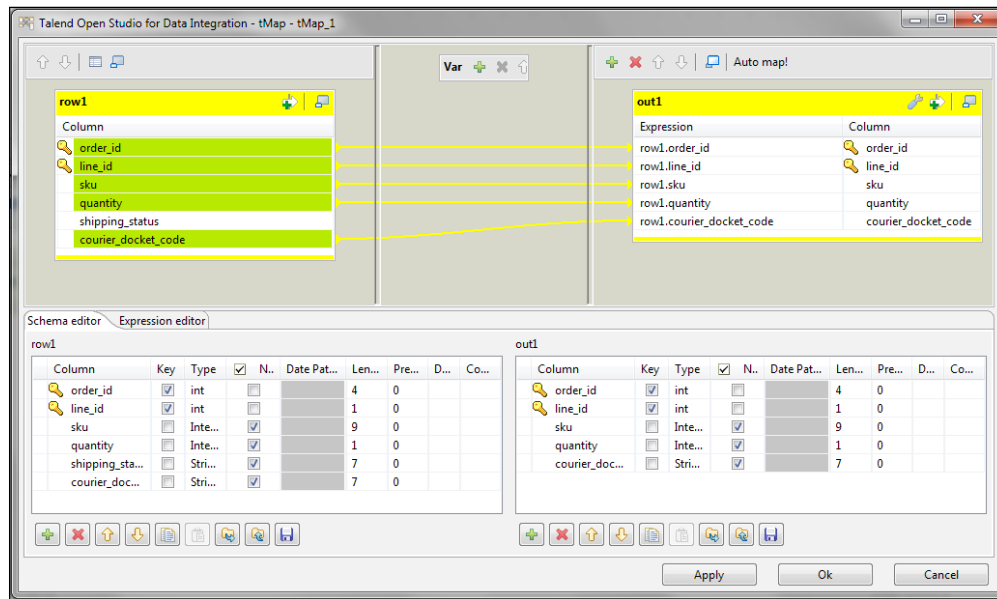 Talend Open Studio for Data Integration - tMap - tMap_1
Var
Auto map!
row1
Column
order_id
line_id
sku
quantity
shipping_status
courier_docket_code
out1
Expression Column
row1.order_id order_id
row1.line_id line_id
row1.sku sku
row1.quantity quantity
row1.courier_docket_code courier_docket_code
Schema editor Expression editor
row1
Column Key Type N.. Date Pat... Len... Pre... D... Co...
order_id int 4 0
line_id int 1 0
sku Inte... 9 0
quantity Inte... 1 0
shipping_sta... Stri... 7 0
courier_doc... Stri... 7 0
out1
Column Key Type N.. Date Pat... Len... Pre... D... Co...
order_id int 4 0
line_id int 1 0
sku Inte... 9 0
quantity Inte... 1 0
courier_doc... Stri... 7 0
Apply Ok Cancel